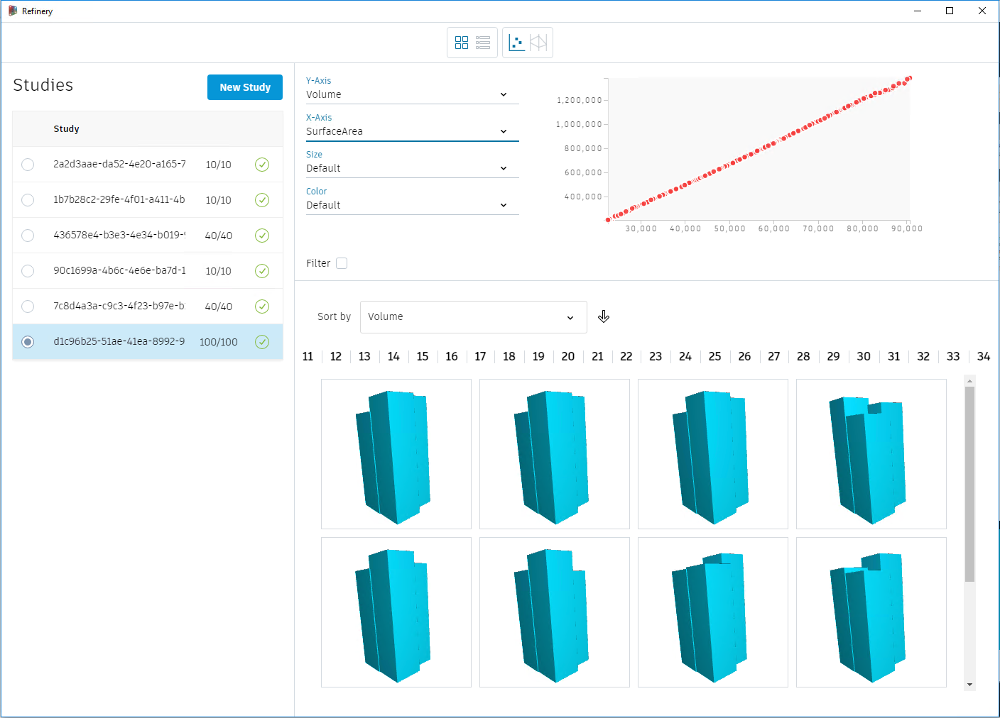 Refinery
Studies
New Study
Study
2a2d3aae-da52-4e20-a165-7 10/10
1b7b28c2-29fe-4f01-a411-4b 10/10
436578e4-b3e3-4e34-b019- 40/40
90c1699a-4b6c-4e6e-ba7d-1 10/10
7c8d4a3a-c9c3-4f23-b97e-b 40/40
d1c96b25-51ae-41ea-8992-9 100/100
Y-Axis
Volume
X-Axis
SurfaceArea
Size
Default
Color
Default
Filter
1,200,000
1,000,000
800,000
600,000
400,000
30,000 40,000 50,000 60,000 70,000 80,000 90,000
Sort by Volume
11 12 13 14 15 16 17 18 19 20 21 22 23 24 25 26 27 28 29 30 31 32 33 34